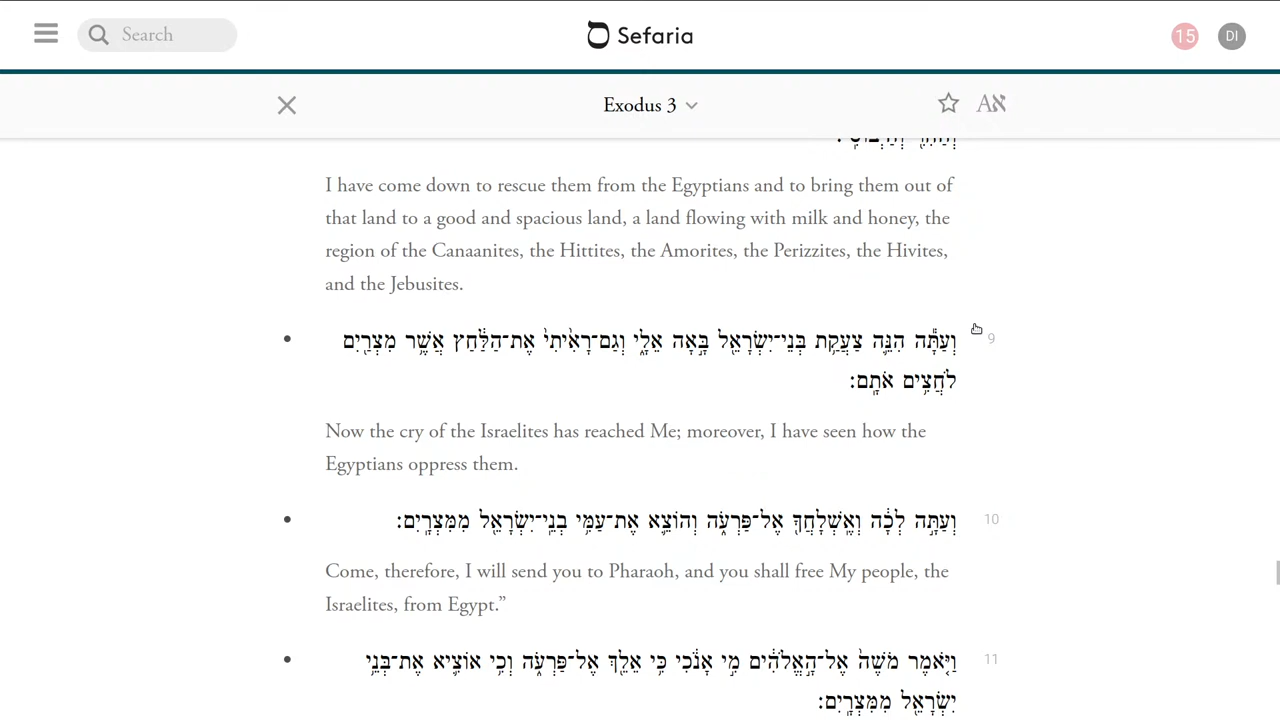 Search
Sefaria
15
DI
Exodus 3
I have come down to rescue them from the Egyptians and to bring them out of
that land to a good and spacious land, a land flowing with milk and honey, the
region of the Canaanites, the Hittites, the Amorites, the Perizzites, the Hivites,
and the Jebusites.
9
וְעַתָּ֕ה הִנֵּ֛ה צַעֲקַ֥ת בְּנֵי־יִשְׂרָאֵ֖ל בָּ֣אָה אֵלָ֑י וְגַם־רָאִ֙יתִי֙ אֶת־הַלַּ֔חַץ אֲשֶׁ֥ר מִצְרַ֖יִם
לֹחֲצִ֥ים אֹתָֽם׃
Now the cry of the Israelites has reached Me; moreover, I have seen how the
Egyptians oppress them.
10
וְעַתָּ֣ה לְכָ֔ה וְאֶֽשְׁלָחֲךָ֖ אֶל־פַּרְעֹ֑ה וְהוֹצֵ֛א אֶת־עַמִּ֥י בְנֵֽי־יִשְׂרָאֵ֖ל מִמִּצְרָֽיִם׃
Come, therefore, I will send you to Pharaoh, and you shall free My people, the
Israelites, from Egypt.”
11
וַיֹּ֤אמֶר מֹשֶׁה֙ אֶל־הָ֣אֱלֹהִ֔ים מִ֣י אָנֹ֔כִי כִּ֥י אֵלֵ֖ךְ אֶל־פַּרְעֹ֑ה וְכִ֥י אוֹצִ֛יא אֶת־בְּנֵ֥י
יִשְׂרָאֵ֖ל מִמִּצְרָֽיִם׃